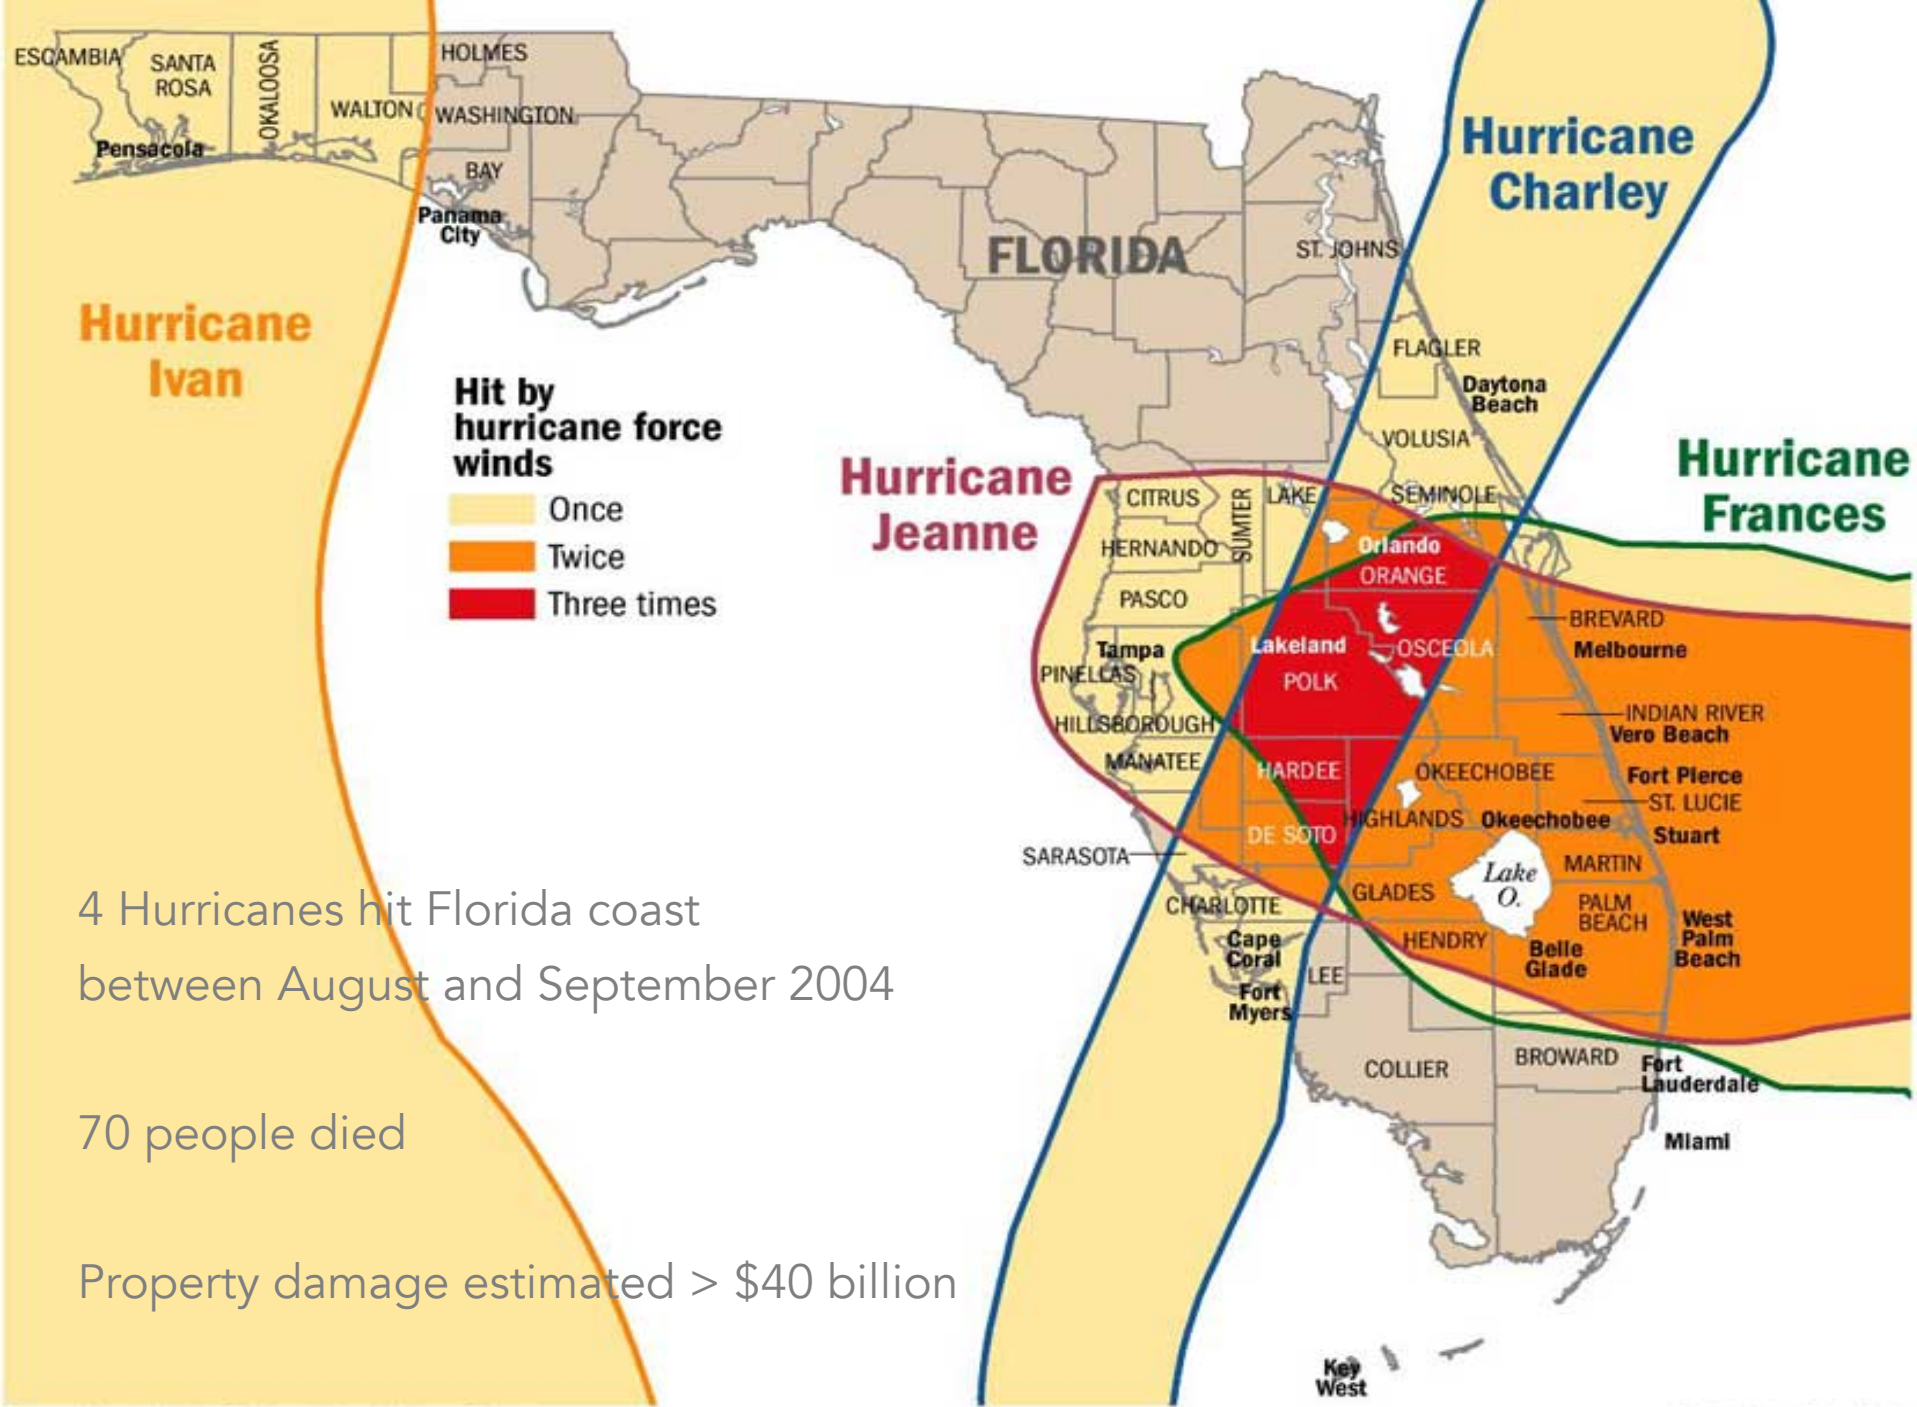 ESCAMBIA
SANTA
ROSA
OKALOOSA
WALTON
HOLMES
WASHINGTON
BAY
Pensacola
Panama
City
FLORIDA
ST. JOHNS
Hurricane
Charley
Hurricane
Ivan
Hit by
hurricane force
winds
Once
Twice
Three times
FLAGLER
Daytona
Beach
VOLUSIA
Hurricane
Jeanne
Hurricane
Frances
CITRUS
SUMTER
LAKE
SEMINOLE
HERNANDO
Orlando
ORANGE
PASCO
BREVARD
Melbourne
Tampa
Lakeland
OSCEOLA
PINELLAS
POLK
HILLSBOROUGH
INDIAN RIVER
Vero Beach
MANATEE
HARDEE
OKEECHOBEE
Fort Pierce
ST. LUCIE
DE SOTO
HIGHLANDS
Okeechobee
Stuart
SARASOTA
Lake
O.
MARTIN
GLADES
CHARLOTTE
PALM
BEACH
West
Palm
Beach
Cape
Coral
HENDRY
Belle
Glade
LEE
Fort
Myers
COLLIER
BROWARD
Fort
Lauderdale
Miami
Key
West
4 Hurricanes hit Florida coast
between August and September 2004
70 people died
Property damage estimated > $40 billion